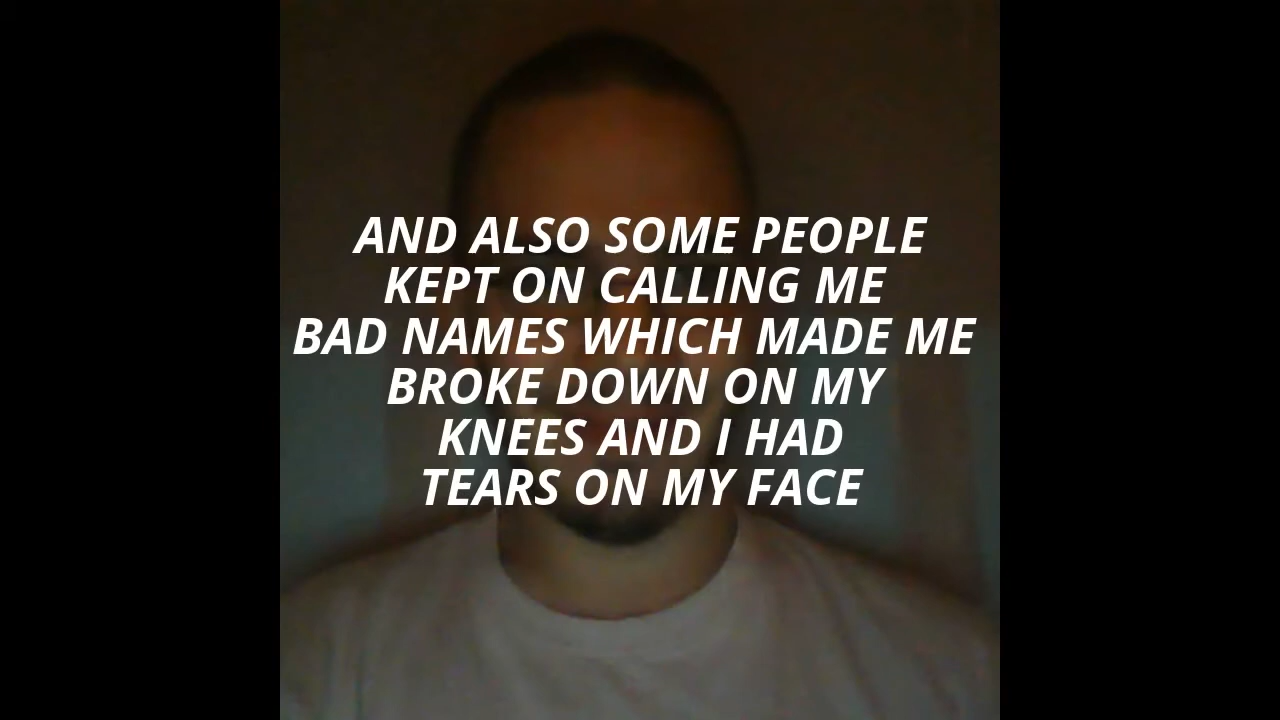 AND ALSO SOME PEOPLE
KEPT ON CALLING ME
BAD NAMES WHICH MADE ME
BROKE DOWN ON MY
KNEES AND I HAD
TEARS ON MY FACE